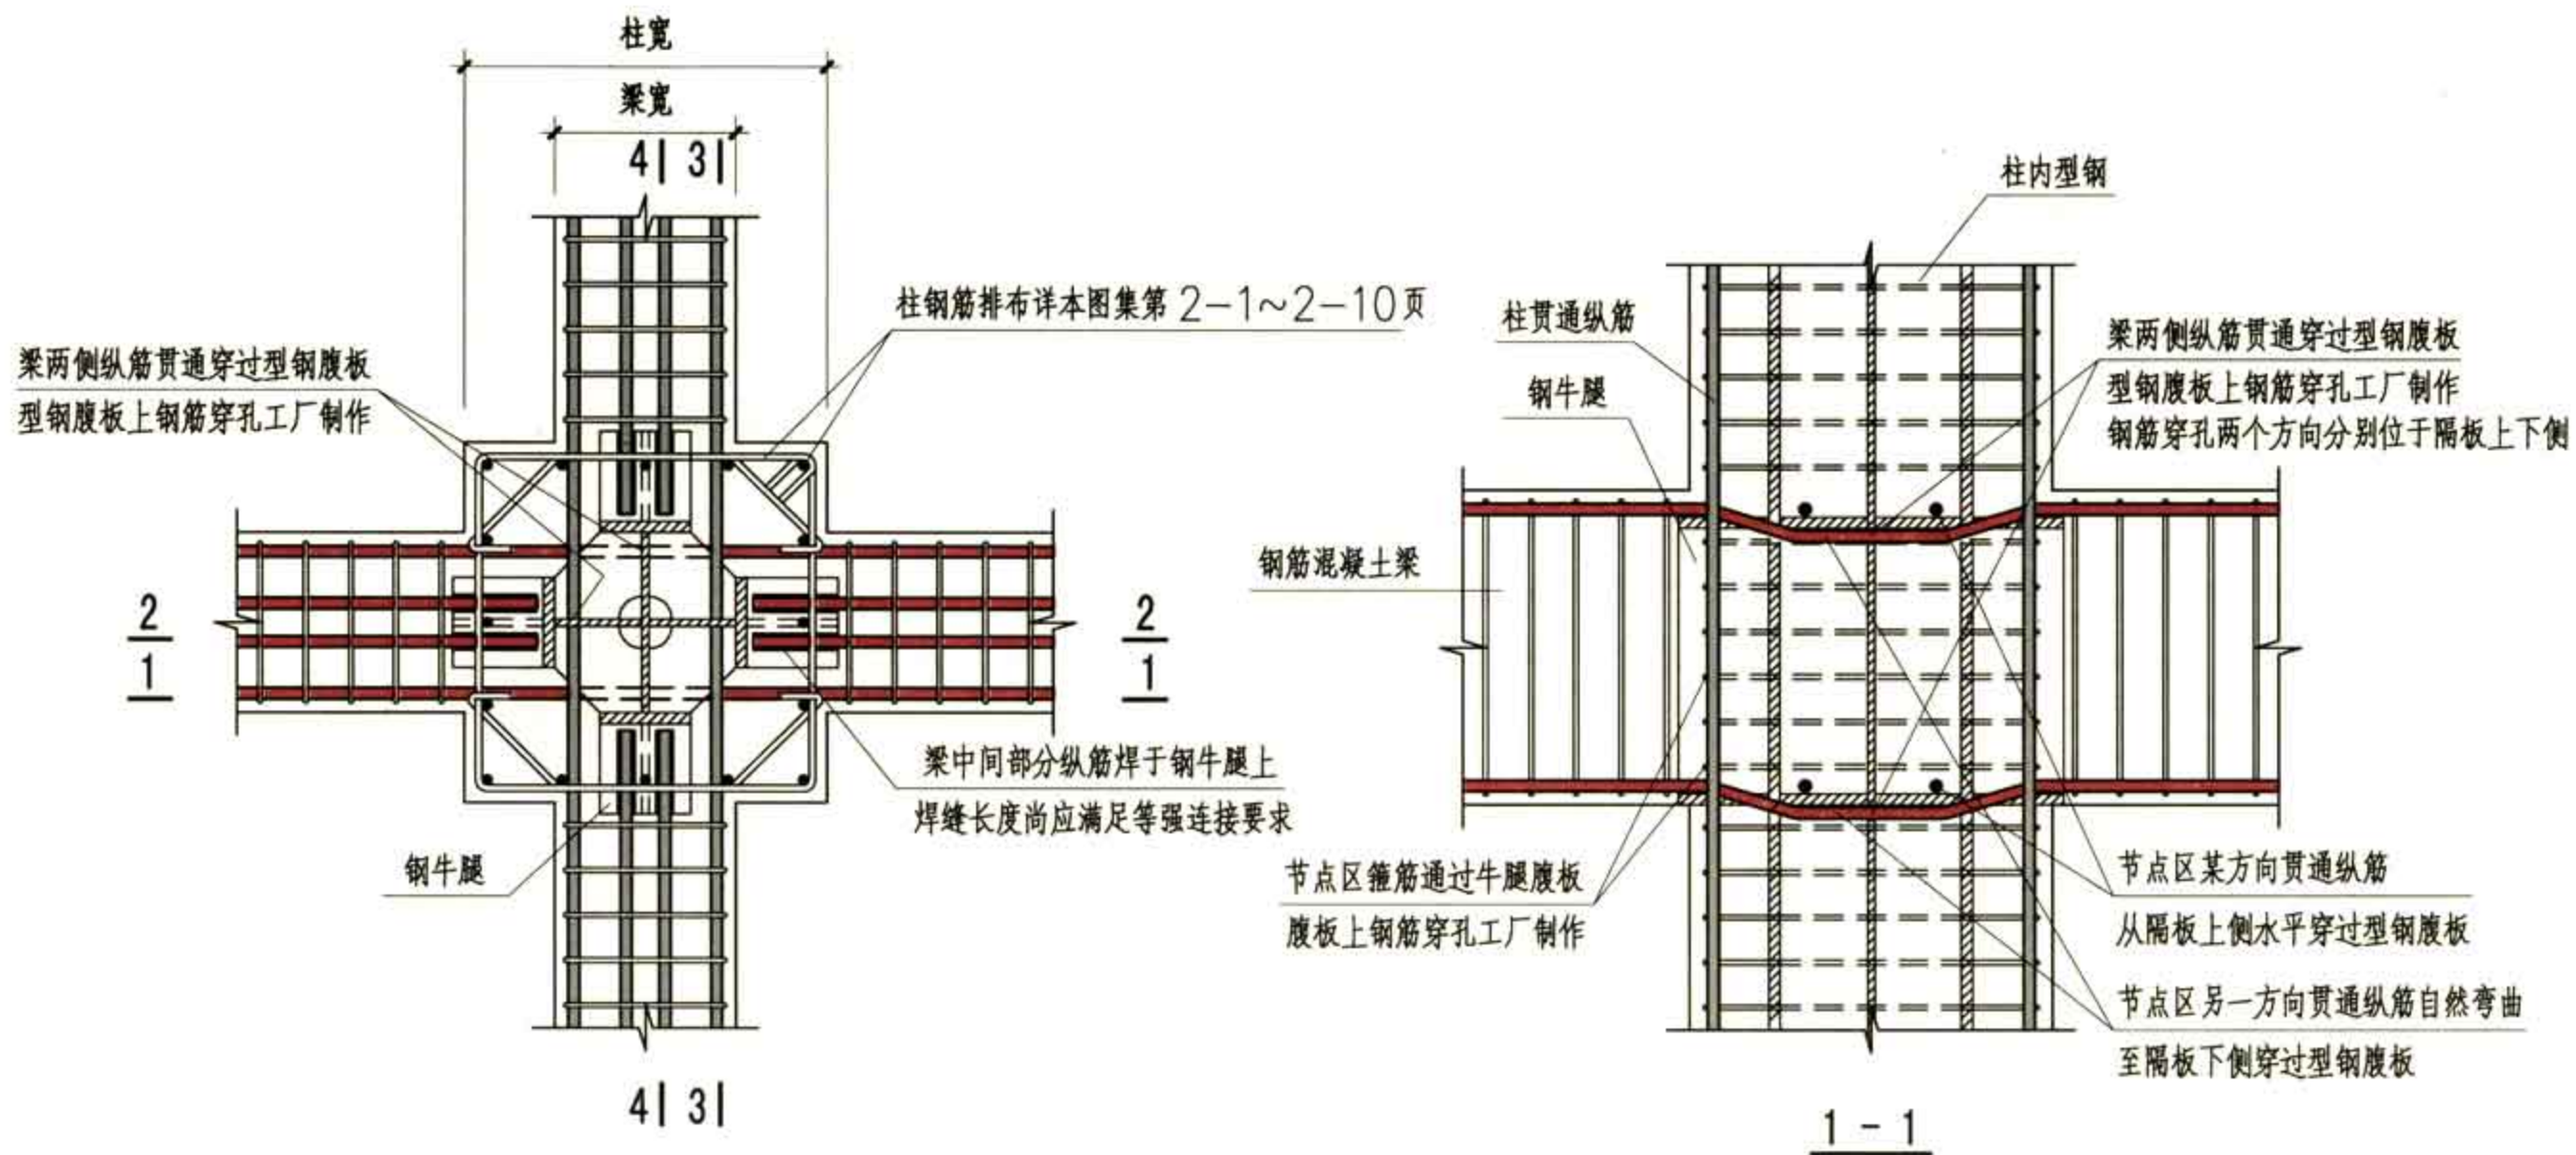 柱宽
梁宽
4 3
柱钢筋排布详本图集第 2-1~2-10页
梁两侧纵筋贯通穿过型钢腹板
型钢腹板上钢筋穿孔工厂制作
2
1
2
1
梁中间部分纵筋焊于钢牛腿上
焊缝长度尚应满足等强连接要求
钢牛腿
4 3
柱内型钢
柱贯通纵筋
钢牛腿
梁两侧纵筋贯通穿过型钢腹板
型钢腹板上钢筋穿孔工厂制作
钢筋穿孔两个方向分别位于隔板上下侧
钢筋混凝土梁
节点区箍筋通过牛腿腹板
腹板上钢筋穿孔工厂制作
节点区某方向贯通纵筋
从隔板上侧水平穿过型钢腹板
节点区另一方向贯通纵筋自然弯曲
至隔板下侧穿过型钢腹板
1-1